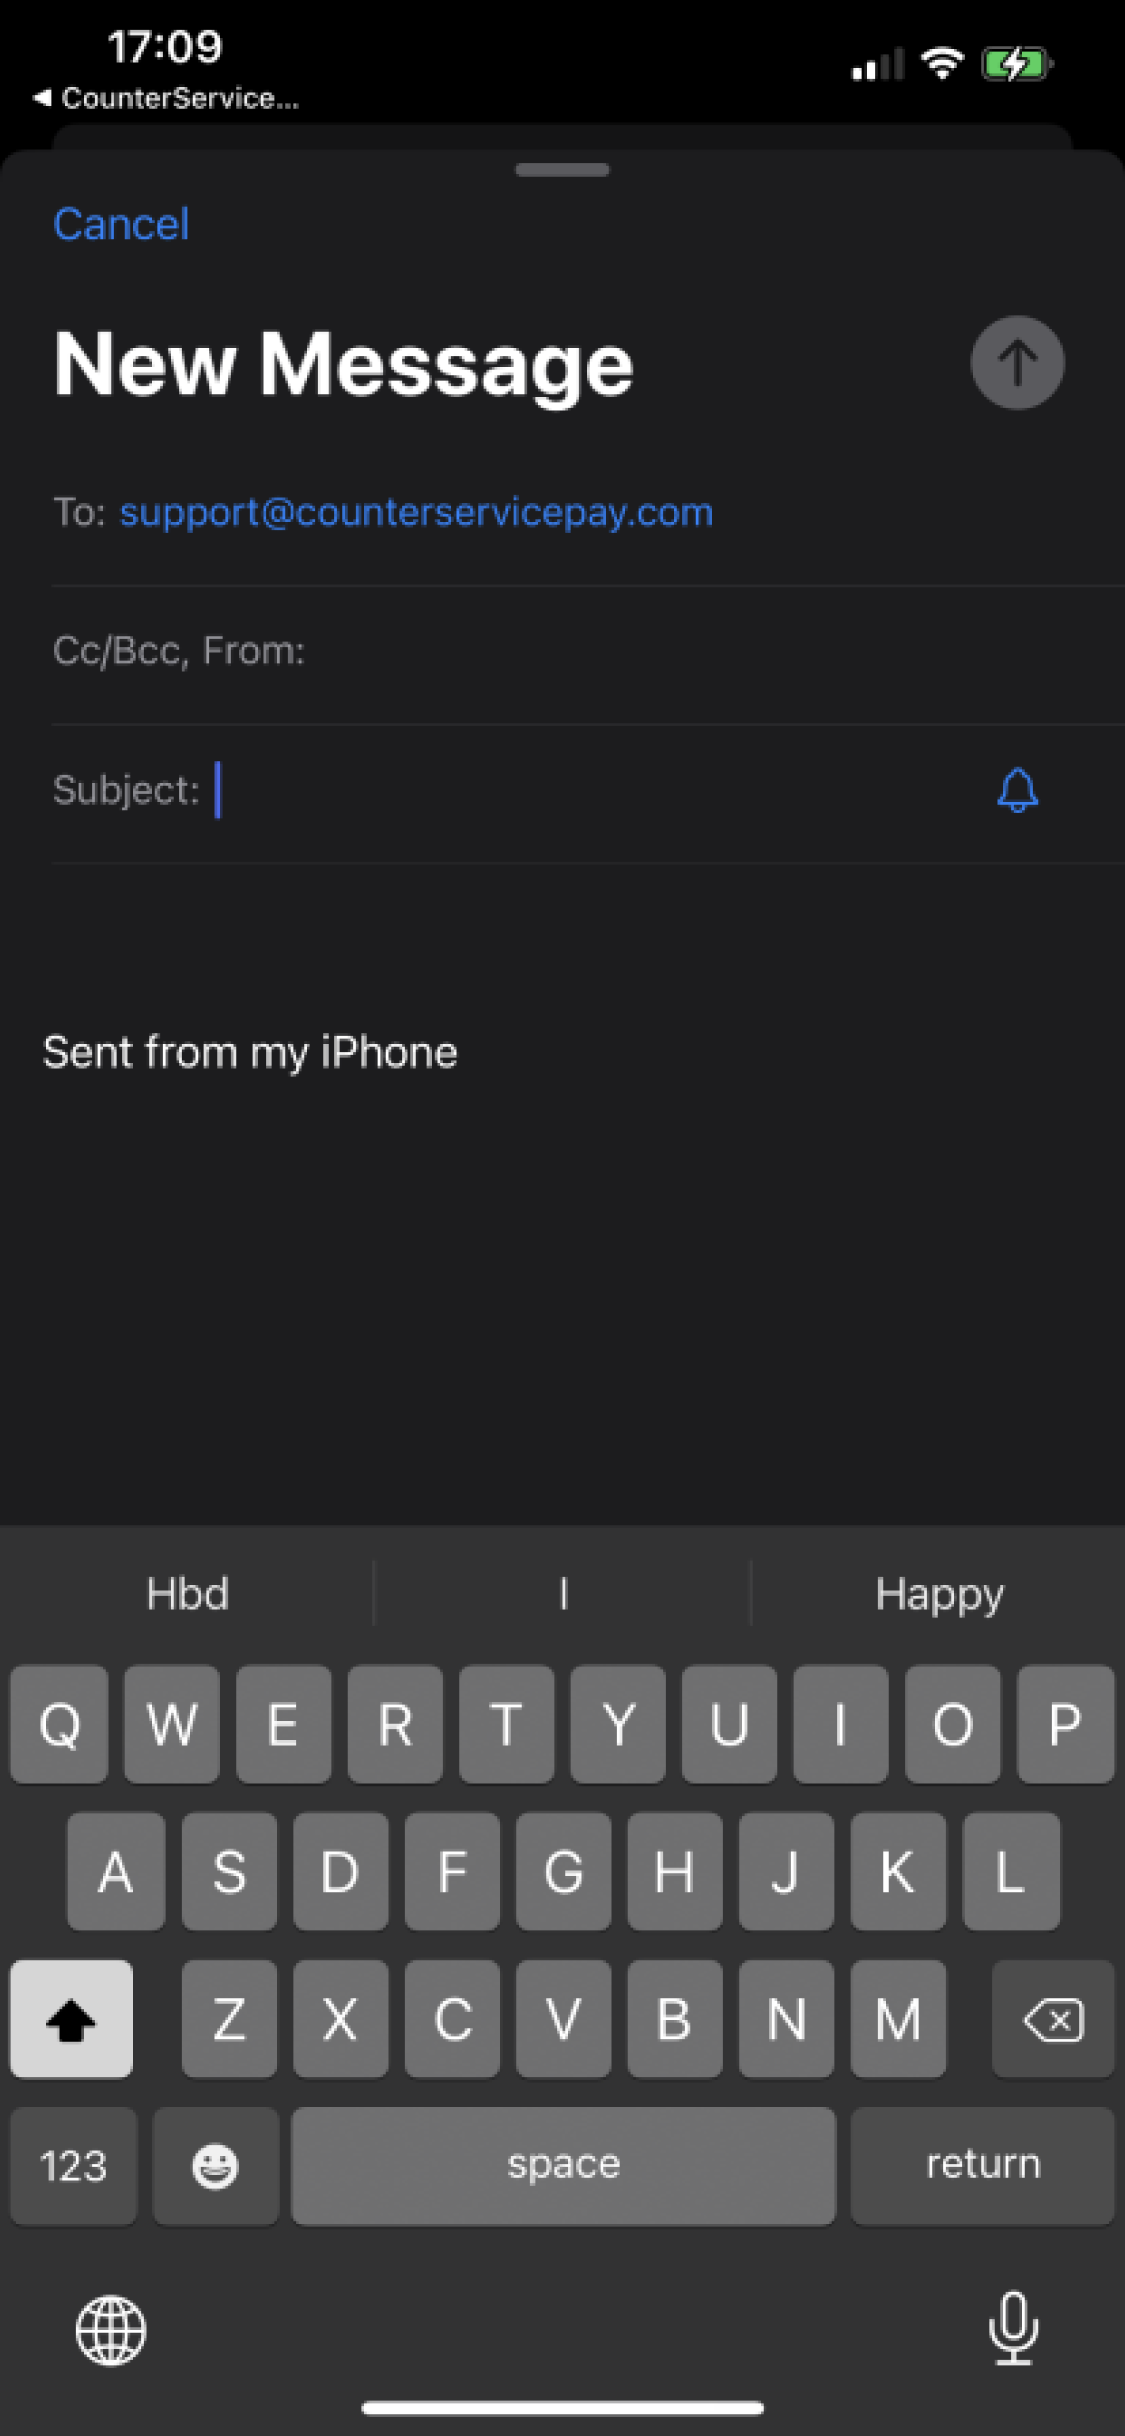 17:09
◀ CounterService...
Cancel
New Message
To: support@counterservicepay.com
Cc/Bcc, From:
Subject:
Sent from my iPhone
Hbd I Happy
Q W E R T Y U I O P
A S D F G H J K L
Z X C V B N M
123 space return